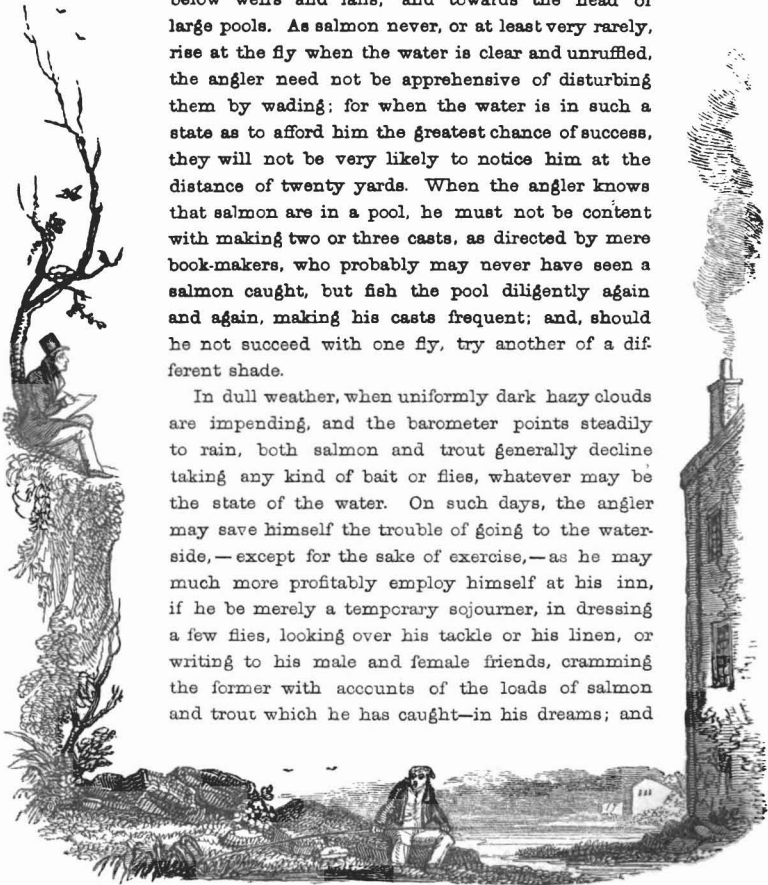 below wells and falls, and towards the head of
large pools. As salmon never, or at least very rarely,
rise at the fly when the water is clear and unruffled,
the angler need not be apprehensive of disturbing
them by wading; for when the water is in such a
state as to afford him the greatest chance of success,
they will not be very likely to notice him at the
distance of twenty yards. When the angler knows
that salmon are in a pool, he must not be content
with making two or three casts, as directed by mere
book-makers, who probably may never have seen a
salmon caught, but fish the pool diligently again
and again, making his casts frequent; and, should
he not succeed with one fly, try another of a dif-
ferent shade.
In dull weather, when uniformly dark hazy clouds
are impending, and the barometer points steadily
to rain, both salmon and trout generally decline
taking any kind of bait or flies, whatever may be
the state of the water. On such days, the angler
may save himself the trouble of going to the water-
side,—except for the sake of exercise,—as he may
much more profitably employ himself at his inn,
if he be merely a temporary sojourner, in dressing
a few flies, looking over his tackle or his linen, or
writing to his male and female friends, cramming
the former with accounts of the loads of salmon
and trout which he has caught—in his dreams; and